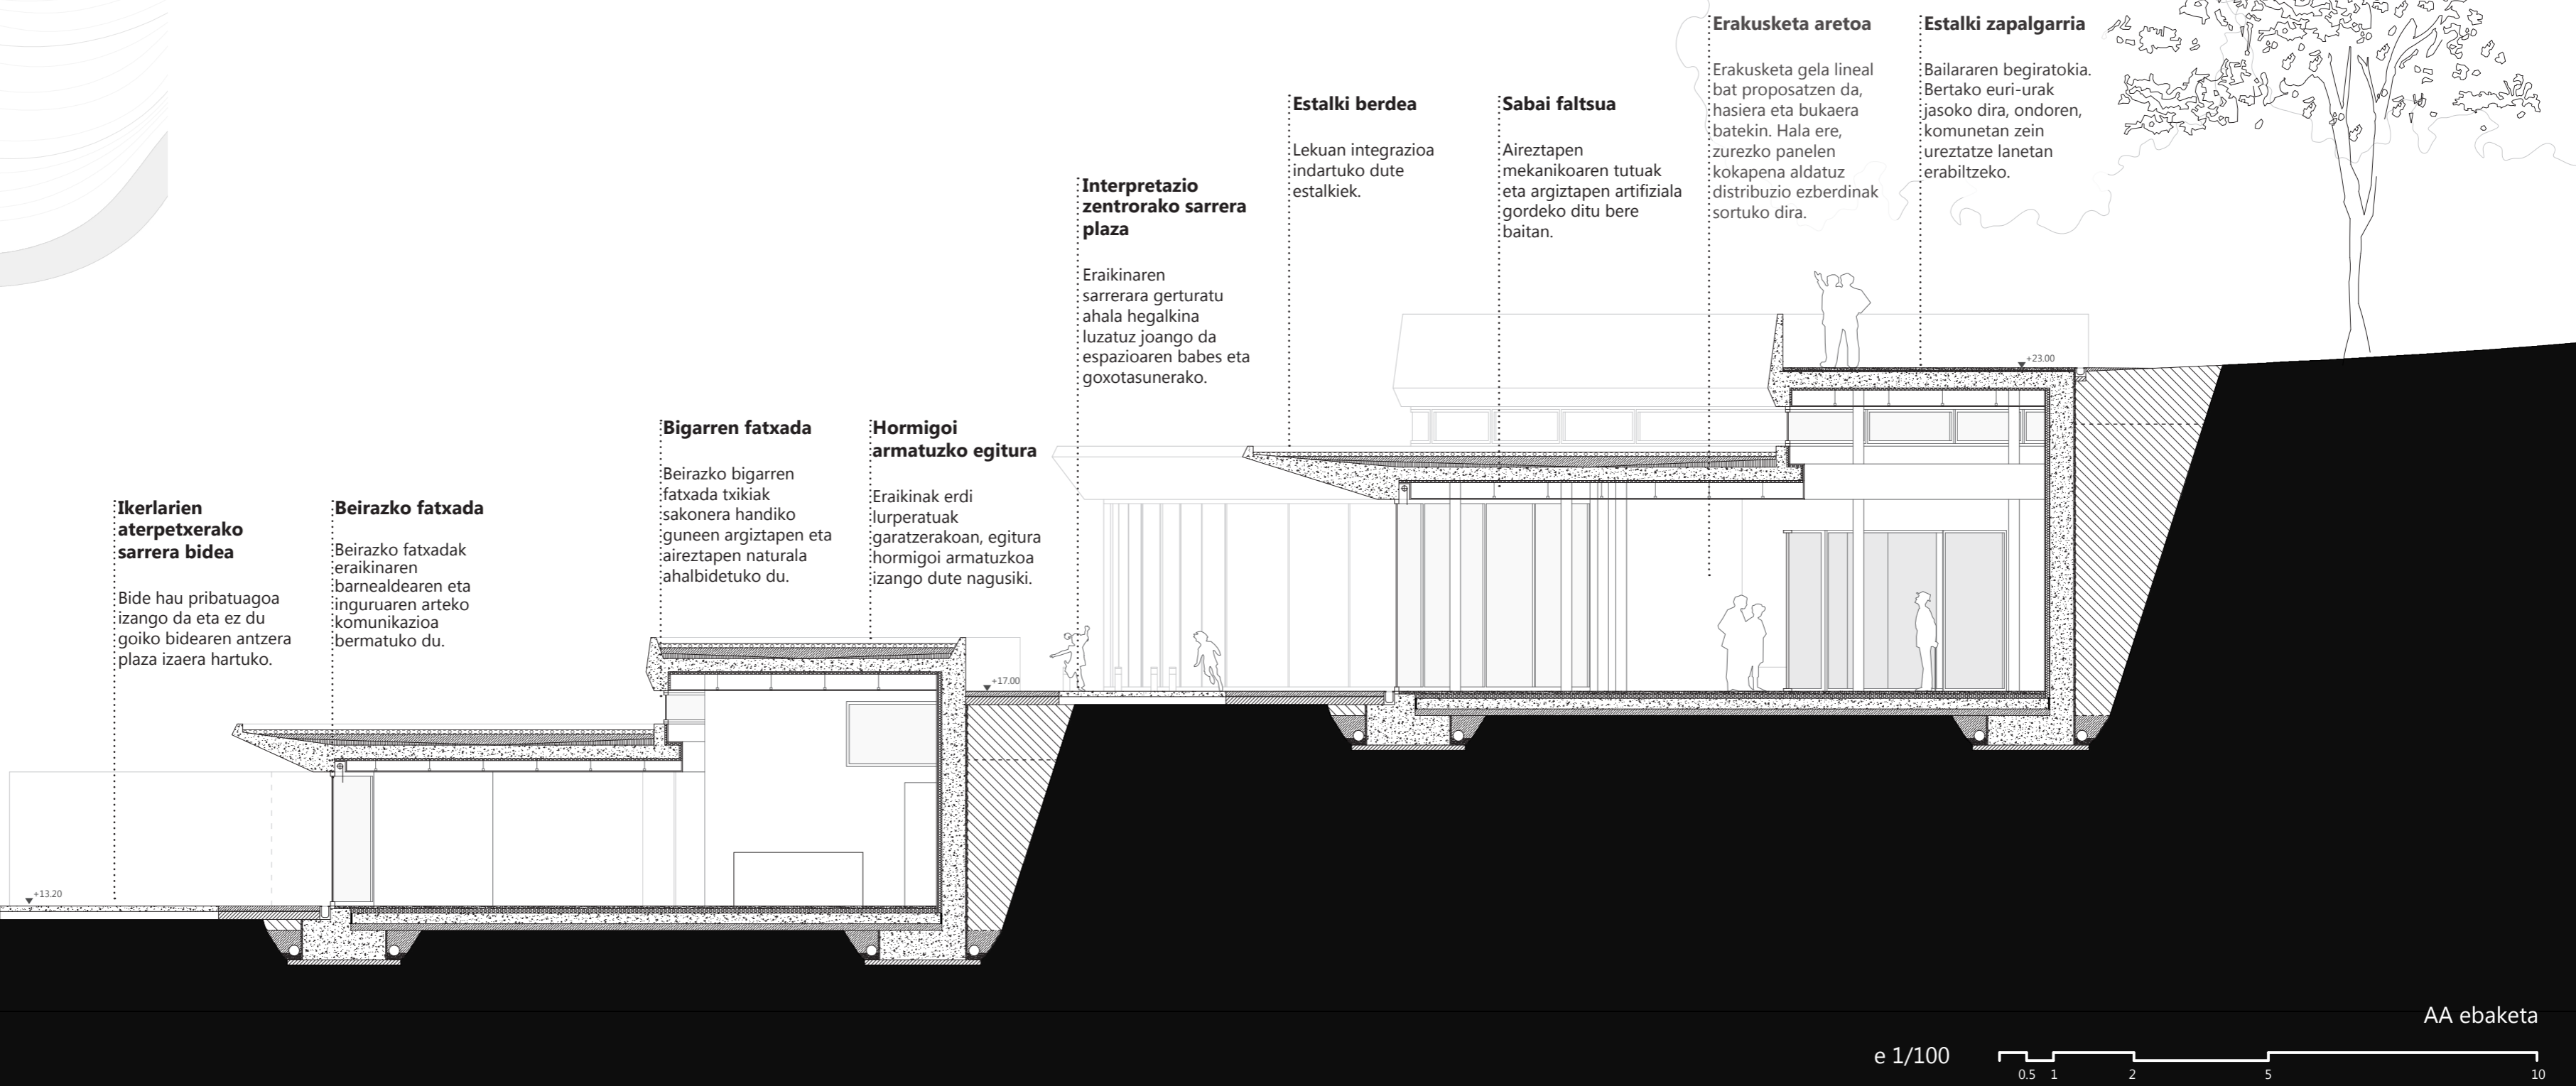 Ikerlarien
aterpetxerako
sarrera bidea
Bide hau pribatuagoa
izango da eta ez du
goiko bidearen antzera
plaza izaera hartuko.
Beirazko fatxada
Beirazko fatxadak
eraikinaren
barnealdearen eta
inguruaren arteko
komunikazioa
bermatuko du.
Bigarren fatxada
Beirazko bigarren
fatxada txikiak
sakonera handiko
guneen argiztapen eta
aireztapen naturala
ahalbidetuko du.
Hormigoi
armatuzko egitura
Eraikinak erdi
lurperatuak
garatzerakoan, egitura
hormigoi armatuzkoa
izango dute nagusiki.
Interpretazio
zentrorako sarrera
plaza
Eraikinaren
sarrerara gerturatu
ahala hegalkina
luzatuz joango da
espazioaren babes eta
goxotasunerako.
Estalki berdea
Lekuan integrazioa
indartuko dute
estalkiek.
Sabai faltsua
Aireztapen
mekanikoaren tutuak
eta argiztapen artifiziala
gordeko ditu bere
baitan.
Erakusketa aretoa
Erakusketa gela lineal
bat proposatzen da,
hasiera eta bukaera
batekin. Hala ere,
zurezko panelen
kokapena aldatuz
distribuzio ezberdinak
sortuko dira.
Estalki zapalgarria
Bailararen begiratokia.
Bertako euri-urak
jasoko dira, ondoren,
komunetan zein
ureztatze lanetan
erabiltzeko.
+23.00
+17.00
+13.20
AA ebaketa
e 1/100
0.5 1 2 5 10